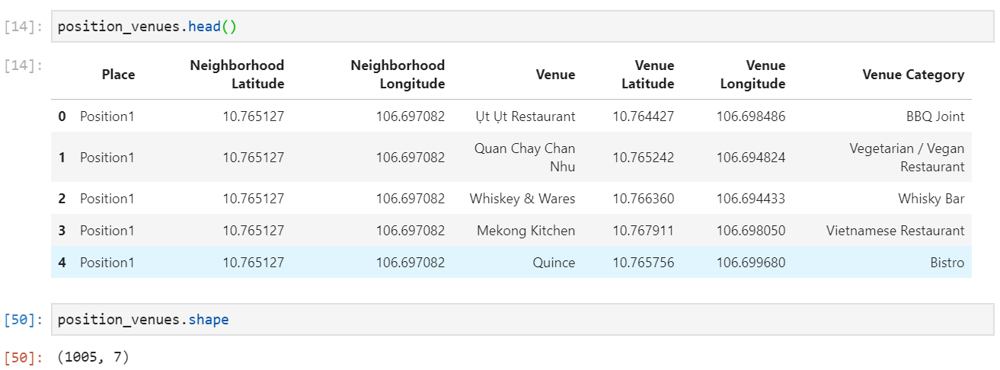 [14]: position_venues.head()
[14]:
Place Neighborhood Latitude Neighborhood Longitude Venue Venue Latitude Venue Longitude Venue Category
0 Position1 10.765127 106.697082 Ụt Ụt Restaurant 10.764427 106.698486 BBQ Joint
1 Position1 10.765127 106.697082 Quan Chay Chan Nhu 10.765242 106.694824 Vegetarian / Vegan Restaurant
2 Position1 10.765127 106.697082 Whiskey & Wares 10.766360 106.694433 Whisky Bar
3 Position1 10.765127 106.697082 Mekong Kitchen 10.767911 106.698050 Vietnamese Restaurant
4 Position1 10.765127 106.697082 Quince 10.765756 106.699680 Bistro
[50]: position_venues.shape
[50]: (1005, 7)